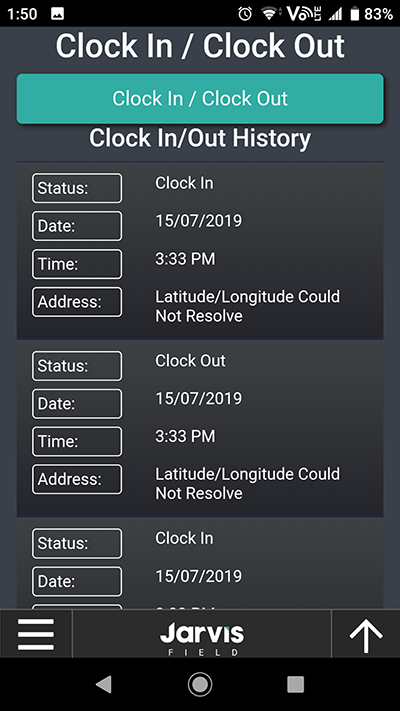 1:50 VoLTE 83%
Clock In / Clock Out
Clock In / Clock Out
Clock In/Out History
Status: Clock In
Date: 15/07/2019
Time: 3:33 PM
Address: Latitude/Longitude Could
Not Resolve
Status: Clock Out
Date: 15/07/2019
Time: 3:33 PM
Address: Latitude/Longitude Could
Not Resolve
Status: Clock In
Date: 15/07/2019
Jarvis
FIELD